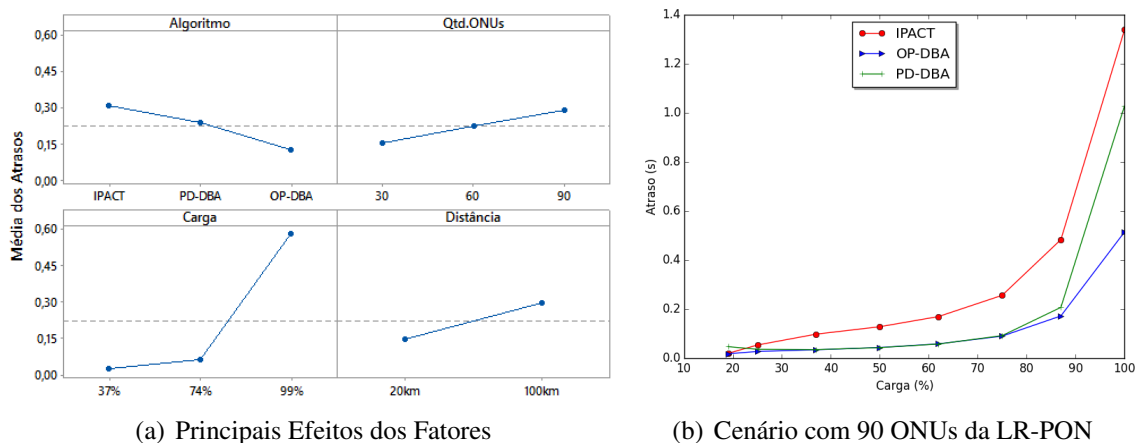 Algoritmo
Qtd.ONUs
Média dos Atrasos
0,60
0,45
0,30
0,15
0,00
IPACT
PD-DBA
OP-DBA
30
60
90
Carga
Distância
0,60
0,45
0,30
0,15
0,00
37%
74%
99%
20km
100km
(a) Principais Efeitos dos Fatores
IPACT
OP-DBA
PD-DBA
Atraso (s)
1.4
1.2
1.0
0.8
0.6
0.4
0.2
0.0
10
20
30
40
50
60
70
80
90
100
Carga (%)
(b) Cenário com 90 ONUs da LR-PON